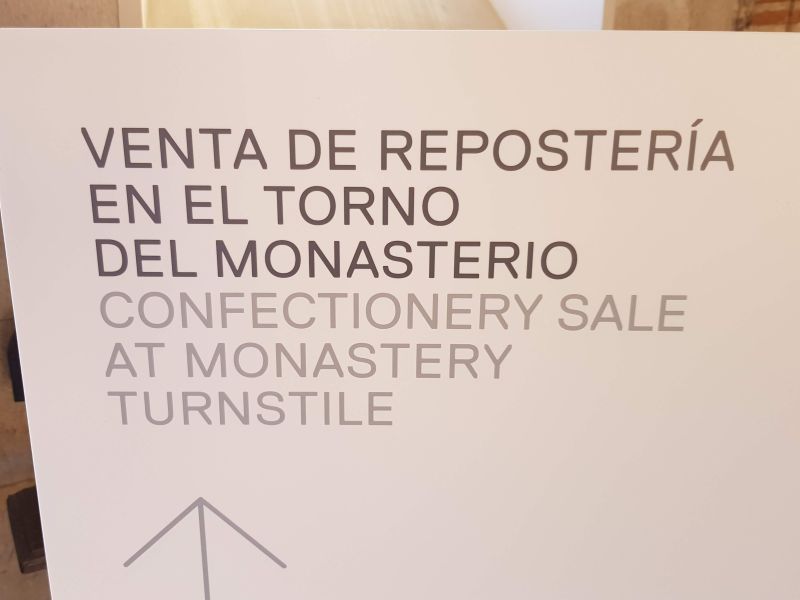 VENTA DE REPOSTERÍA
EN EL TORNO
DEL MONASTERIO
CONFECTIONERY SALE
AT MONASTERY
TURNSTILE